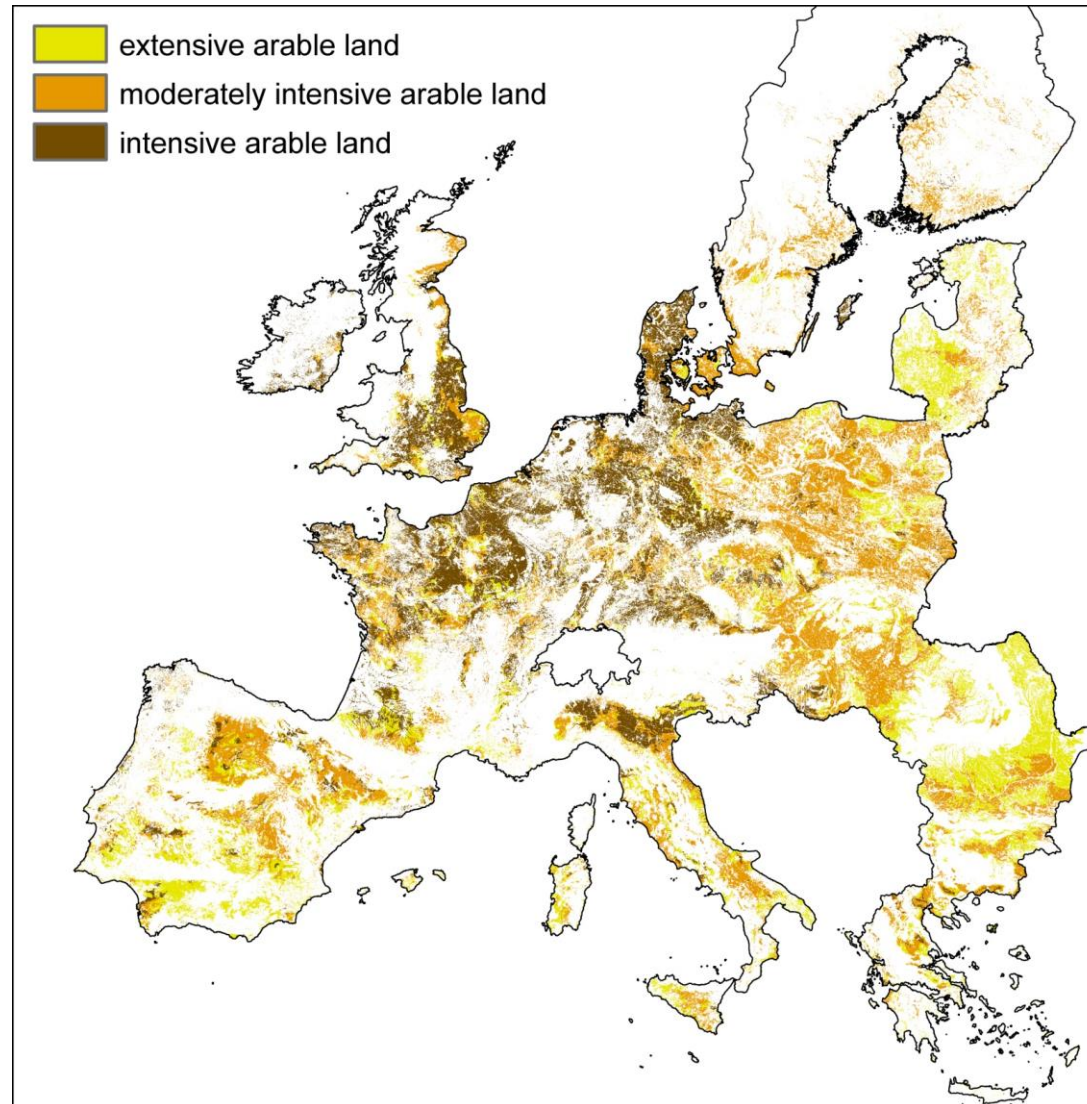 extensive arable land
moderately intensive arable land
intensive arable land